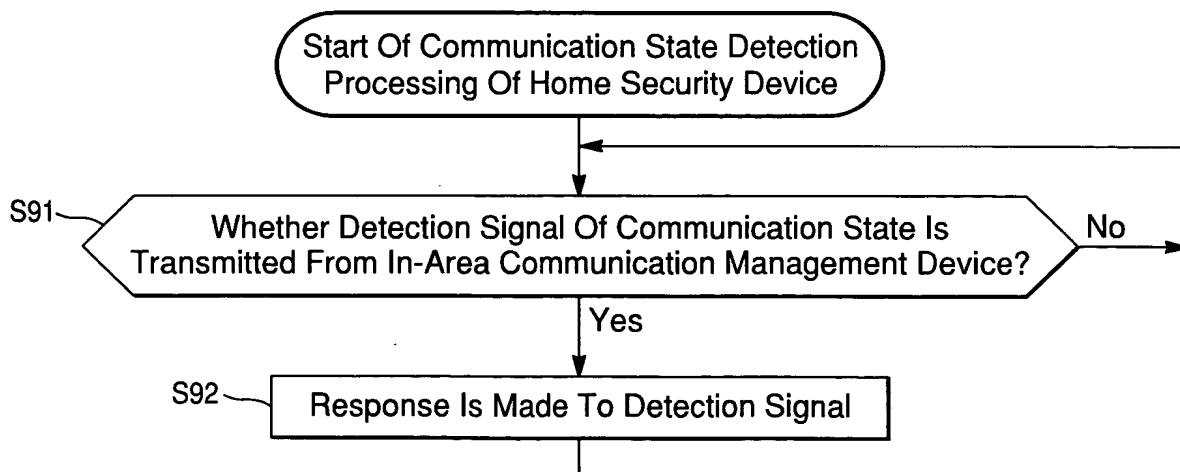 Start Of Communication State Detection
Processing Of Home Security Device
S91
Whether Detection Signal Of Communication State Is
Transmitted From In-Area Communication Management Device?
No
Yes
S92
Response Is Made To Detection Signal